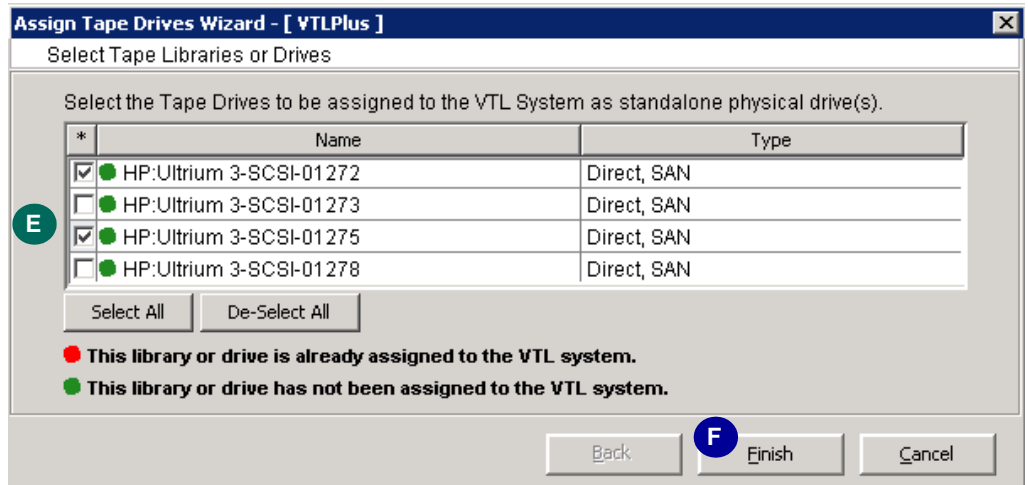 Assign Tape Drives Wizard - [ VTLPlus ]
Select Tape Libraries or Drives
Select the Tape Drives to be assigned to the VTL System as standalone physical drive(s).
* Name Type
HP:Ultrium 3-SCSI-01272 Direct, SAN
HP:Ultrium 3-SCSI-01273 Direct, SAN
E
HP:Ultrium 3-SCSI-01275 Direct, SAN
HP:Ultrium 3-SCSI-01278 Direct, SAN
Select All De-Select All
This library or drive is already assigned to the VTL system.
This library or drive has not been assigned to the VTL system.
F
Back Finish Cancel